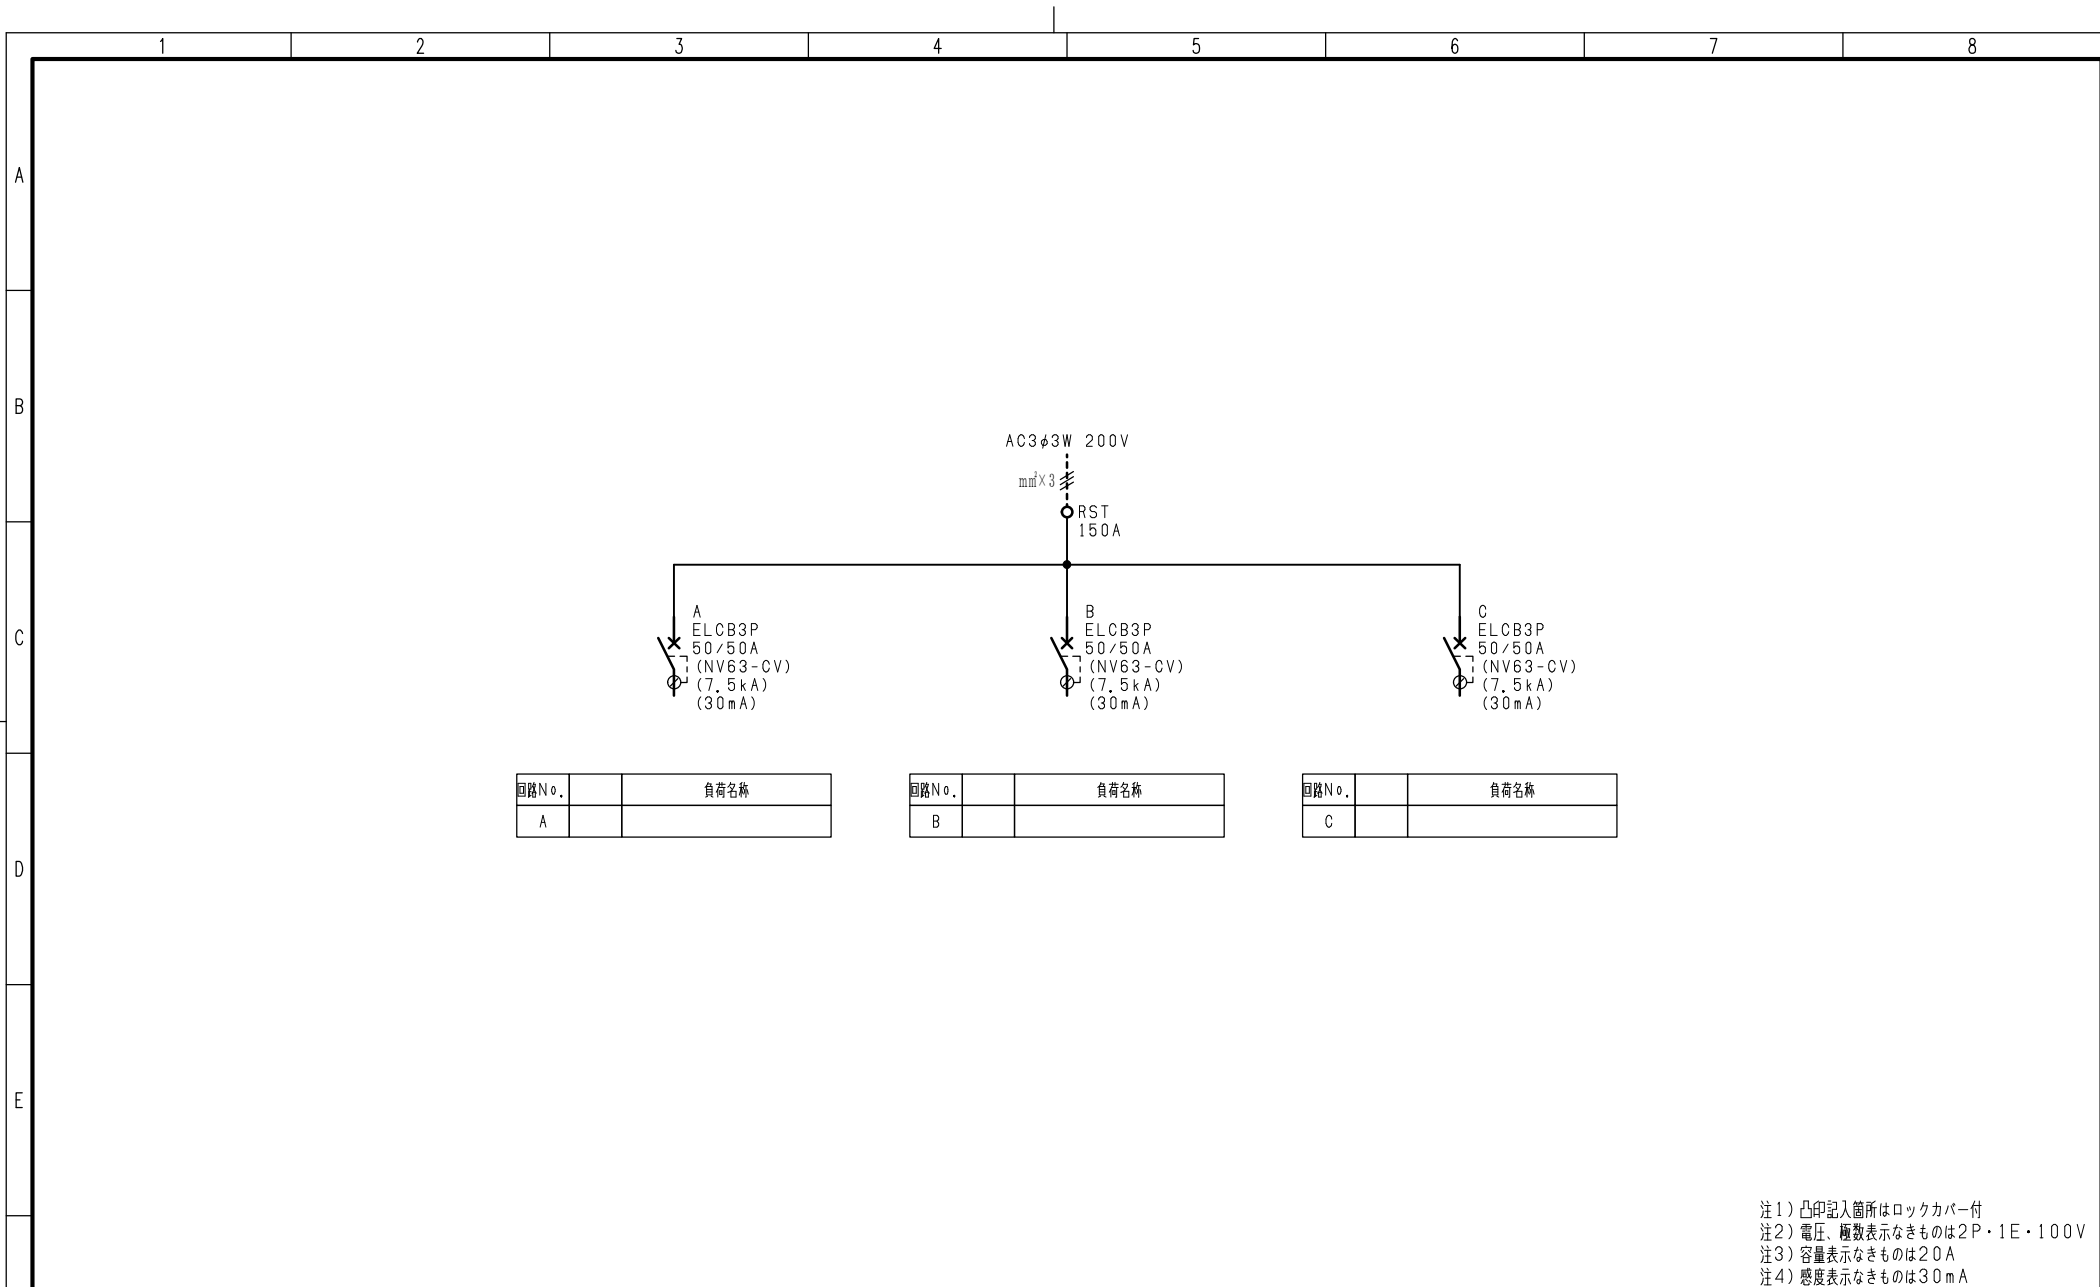 1 2 3 4 5 6 7 8
A
B
AC3φ3W 200V
mm²×3
RST
150A
C
A
ELCB3P
50/50A
(NV63-CV)
(7.5kA)
(30mA)
B
ELCB3P
50/50A
(NV63-CV)
(7.5kA)
(30mA)
C
ELCB3P
50/50A
(NV63-CV)
(7.5kA)
(30mA)
回路No. 負荷名称
A
回路No. 負荷名称
B
回路No. 負荷名称
C
D
E
注1)凸印記入箇所はロックカバー付
注2)電圧、極数表示なきものは2P・1E・100V
注3)容量表示なきものは20A
注4)感度表示なきものは30mA